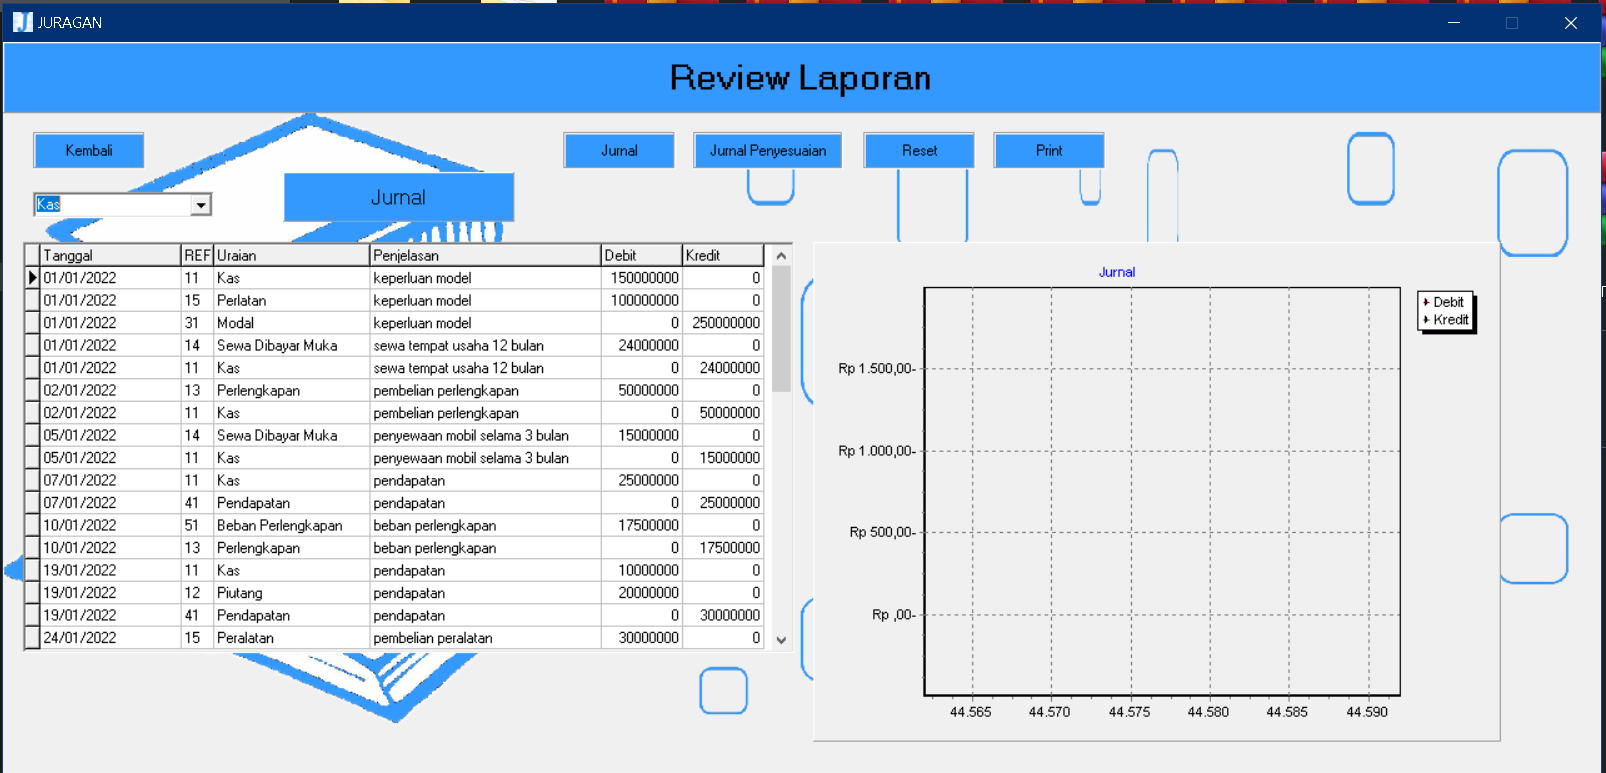 JURAGAN
Review Laporan
Kembali
Jurnal
Jurnal Penyesuaian
Reset
Print
Kas
Jurnal
Tanggal REF Uraian Penjelasan Debit Kredit
01/01/2022 11 Kas keperluan model 150000000 0
01/01/2022 15 Perlatan keperluan model 100000000 0
01/01/2022 31 Modal keperluan model 0 250000000
01/01/2022 14 Sewa Dibayar Muka sewa tempat usaha 12 bulan 24000000 0
01/01/2022 11 Kas sewa tempat usaha 12 bulan 0 24000000
02/01/2022 13 Perlengkapan pembelian perlengkapan 50000000 0
02/01/2022 11 Kas pembelian perlengkapan 0 50000000
05/01/2022 14 Sewa Dibayar Muka penyewaan mobil selama 3 bulan 15000000 0
05/01/2022 11 Kas penyewaan mobil selama 3 bulan 0 15000000
07/01/2022 11 Kas pendapatan 25000000 0
07/01/2022 41 Pendapatan pendapatan 0 25000000
10/01/2022 51 Beban Perlengkapan beban perlengkapan 17500000 0
10/01/2022 13 Perlengkapan beban perlengkapan 0 17500000
19/01/2022 11 Kas pendapatan 10000000 0
19/01/2022 12 Piutang pendapatan 20000000 0
19/01/2022 41 Pendapatan pendapatan 0 30000000
24/01/2022 15 Peralatan pembelian peralatan 30000000 0
Jurnal
Debit
Kredit
Rp 1.500,00
Rp 1.000,00
Rp 500,00
Rp ,00
44.565 44.570 44.575 44.580 44.585 44.590